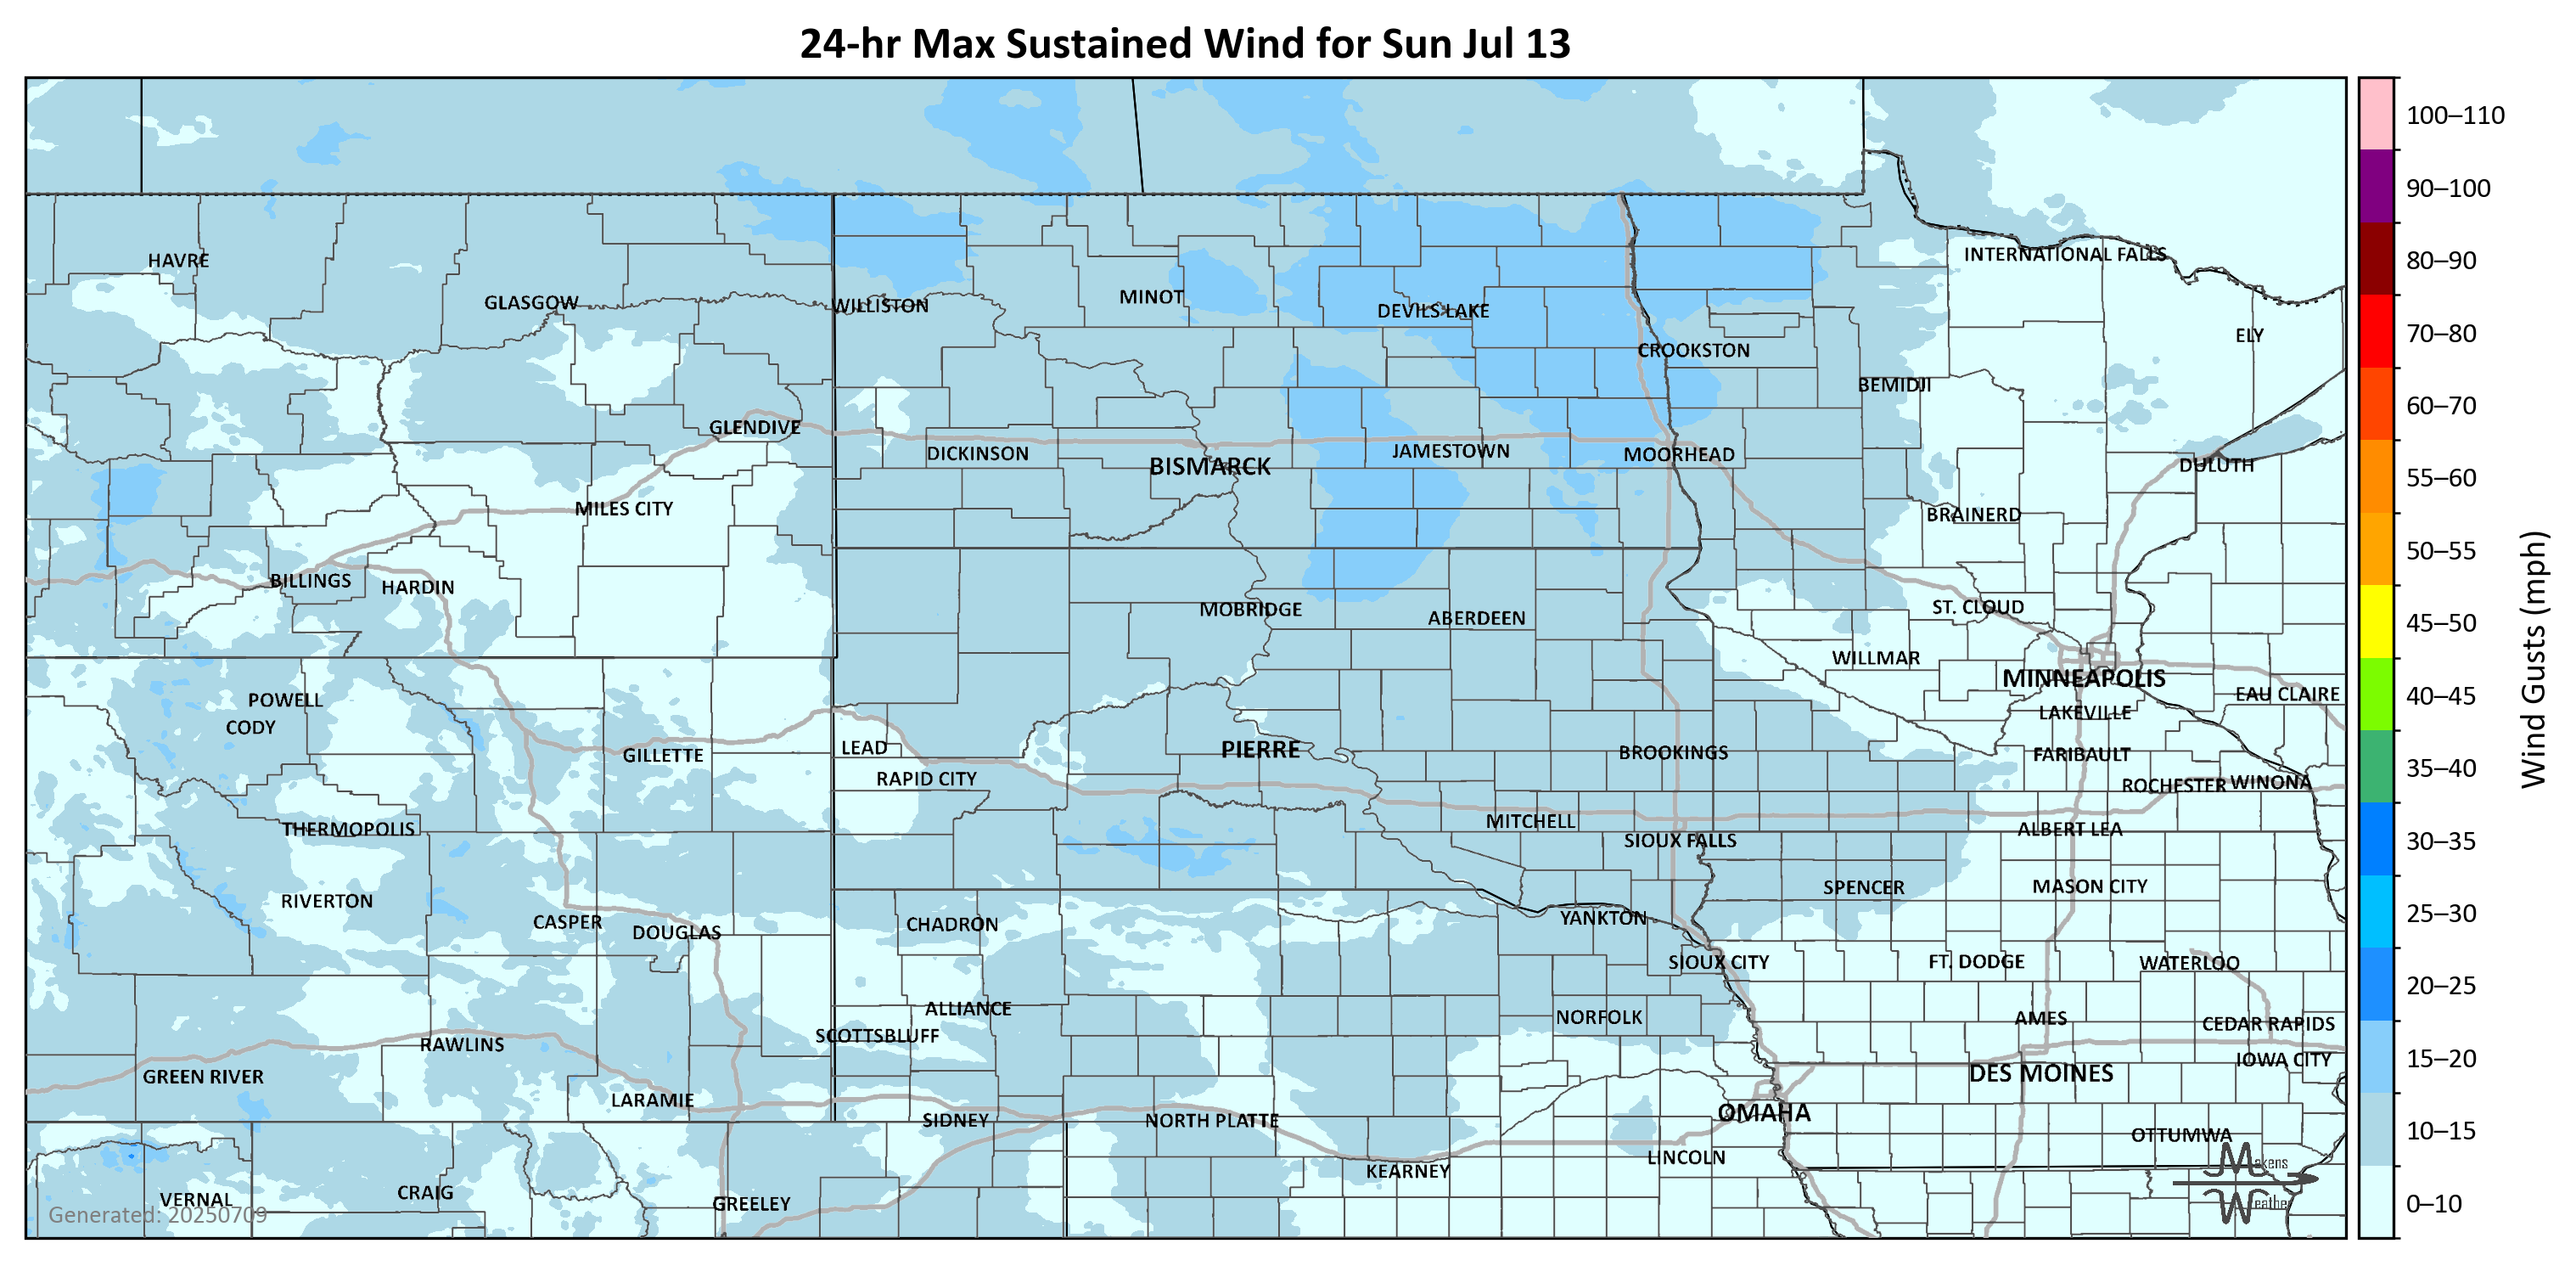 24-hr Max Sustained Wind for Sun Jul 13
100–110
90–100
80–90
70–80
60–70
55–60
50–55
45–50
40–45
35–40
30–35
25–30
20–25
15–20
10–15
0–10
Wind Gusts (mph)
HAVRE
INTERNATIONAL FALLS
GLASGOW
WILLISTON
MINOT
DEVILS LAKE
ELY
CROOKSTON
BEMIDJI
GLENDIVE
DICKINSON
BISMARCK
JAMESTOWN
MOORHEAD
DULUTH
MILES CITY
BRAINERD
BILLINGS
HARDIN
MOBRIDGE
ABERDEEN
ST. CLOUD
WILLMAR
MINNEAPOLIS
POWELL
EAU CLAIRE
CODY
LAKEVILLE
GILLETTE
LEAD
PIERRE
BROOKINGS
FARIBAULT
RAPID CITY
ROCHESTER
WINONA
THERMOPOLIS
MITCHELL
SIOUX FALLS
ALBERT LEA
RIVERTON
SPENCER
MASON CITY
CASPER
DOUGLAS
CHADRON
YANKTON
SIOUX CITY
FT. DODGE
WATERLOO
ALLIANCE
NORFOLK
AMES
CEDAR RAPIDS
SCOTTSBLUFF
RAWLINS
IOWA CITY
GREEN RIVER
DES MOINES
LARAMIE
SIDNEY
NORTH PLATTE
OMAHA
OTTUMWA
KEARNEY
LINCOLN
VERNAL
CRAIG
GREELEY
Generated: 20250709
Makens
Weather